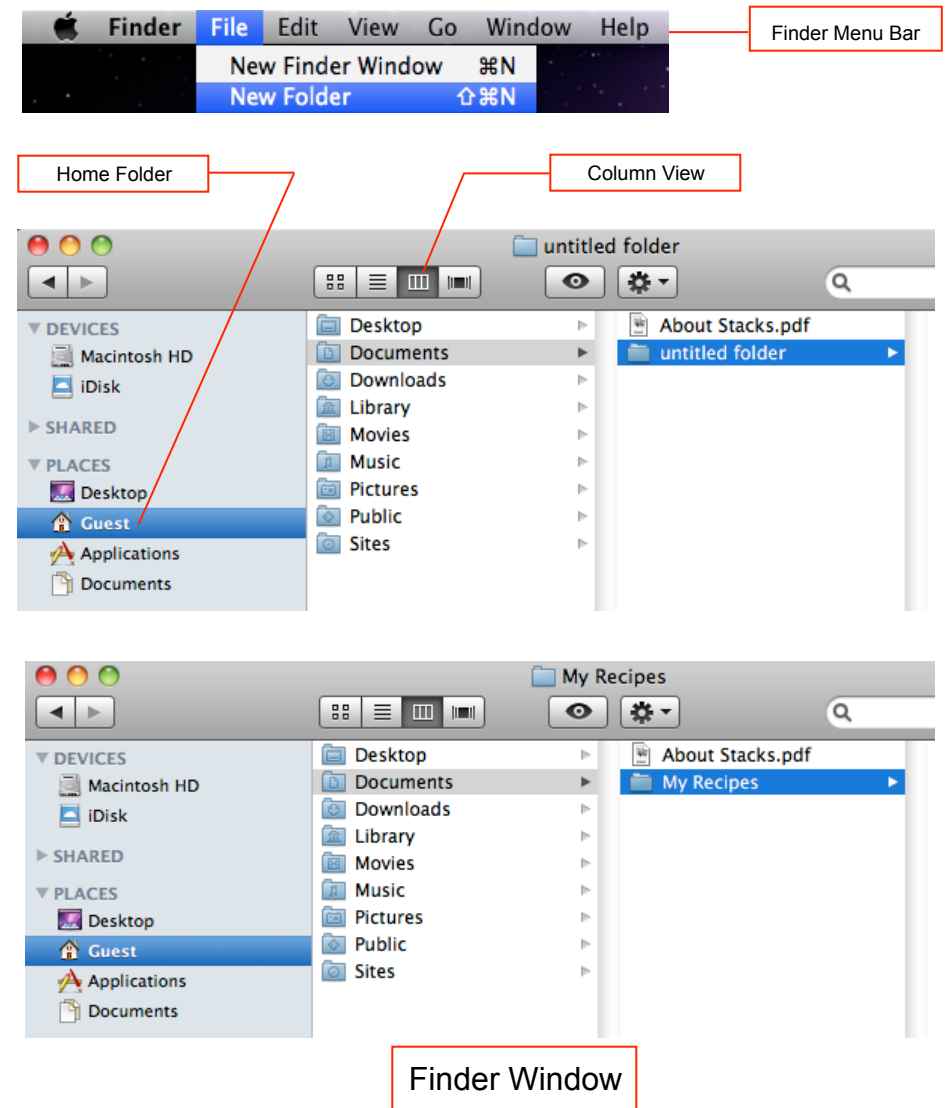 Finder File Edit View Go Window Help
Finder Menu Bar
New Finder Window ⌘N
New Folder ⇧⌘N
Home Folder
Column View
untitled folder
DEVICES
Macintosh HD
iDisk
SHARED
PLACES
Desktop
Guest
Applications
Documents
Desktop
Documents
Downloads
Library
Movies
Music
Pictures
Public
Sites
About Stacks.pdf
untitled folder
My Recipes
DEVICES
Macintosh HD
iDisk
SHARED
PLACES
Desktop
Guest
Applications
Documents
Desktop
Documents
Downloads
Library
Movies
Music
Pictures
Public
Sites
About Stacks.pdf
My Recipes
Finder Window